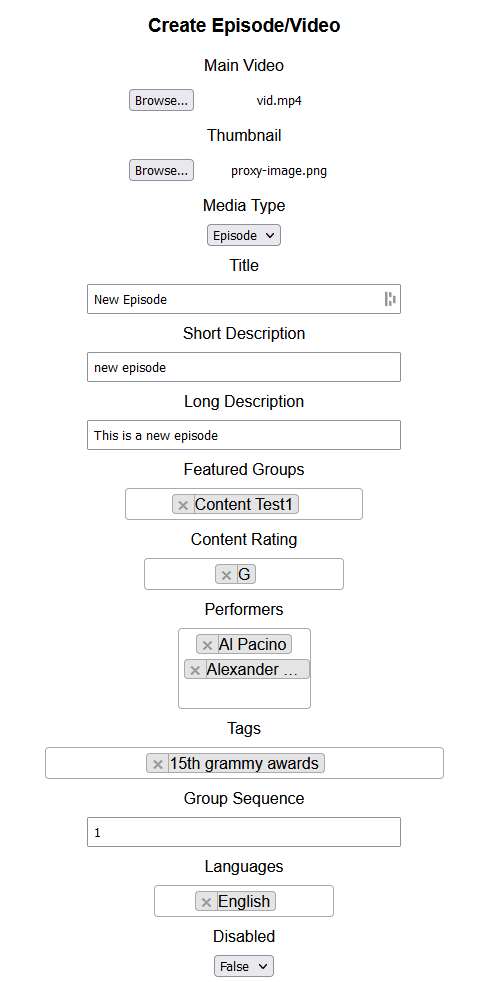 Create Episode/Video
Main Video
Browse... vid.mp4
Thumbnail
Browse... proxy-image.png
Media Type
Episode
Title
New Episode
Short Description
new episode
Long Description
This is a new episode
Featured Groups
× Content Test1
Content Rating
× G
Performers
× Al Pacino
× Alexander ...
Tags
× 15th grammy awards
Group Sequence
1
Languages
× English
Disabled
False